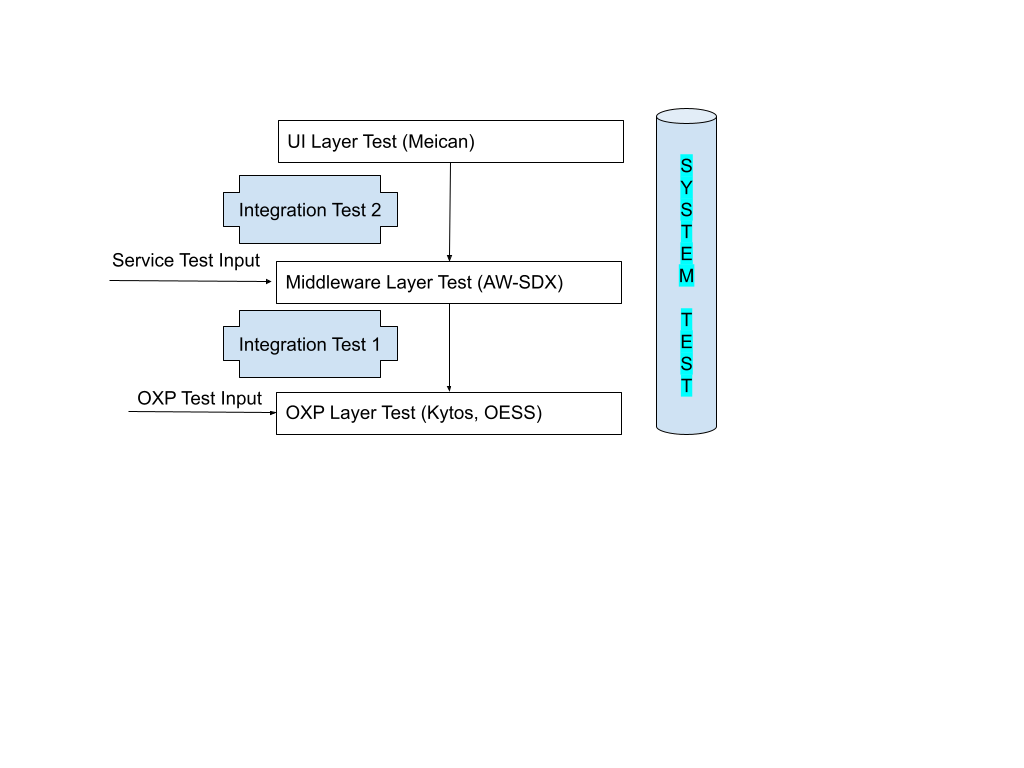 UI Layer Test (Meican)
Integration Test 2
Service Test Input
Middleware Layer Test (AW-SDX)
Integration Test 1
OXP Test Input
OXP Layer Test (Kytos, OESS)
S
Y
S
T
E
M
T
E
S
T